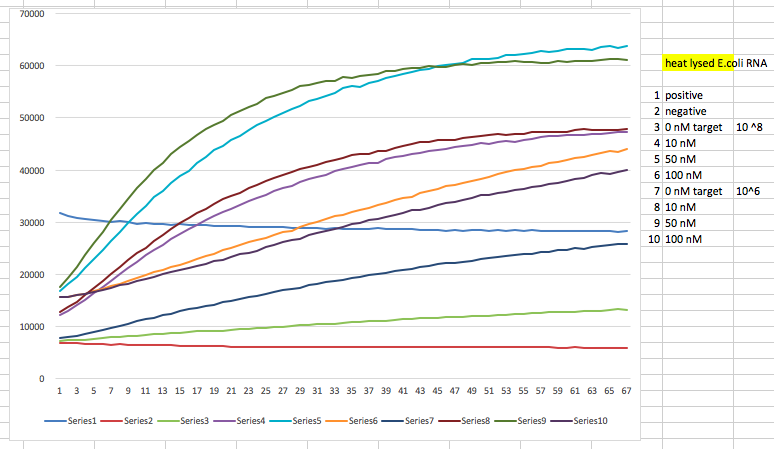 70000
60000
50000
40000
30000
20000
10000
0
1 3 5 7 9 11 13 15 17 19 21 23 25 27 29 31 33 35 37 39 41 43 45 47 49 51 53 55 57 59 61 63 65 67
Series1 Series2 Series3 Series4 Series5 Series6 Series7 Series8 Series9 Series10
heat lysed E.coli RNA
1 positive
2 negative
3 0 nM target 10 ^8
4 10 nM
5 50 nM
6 100 nM
7 0 nM target 10^6
8 10 nM
9 50 nM
10 100 nM